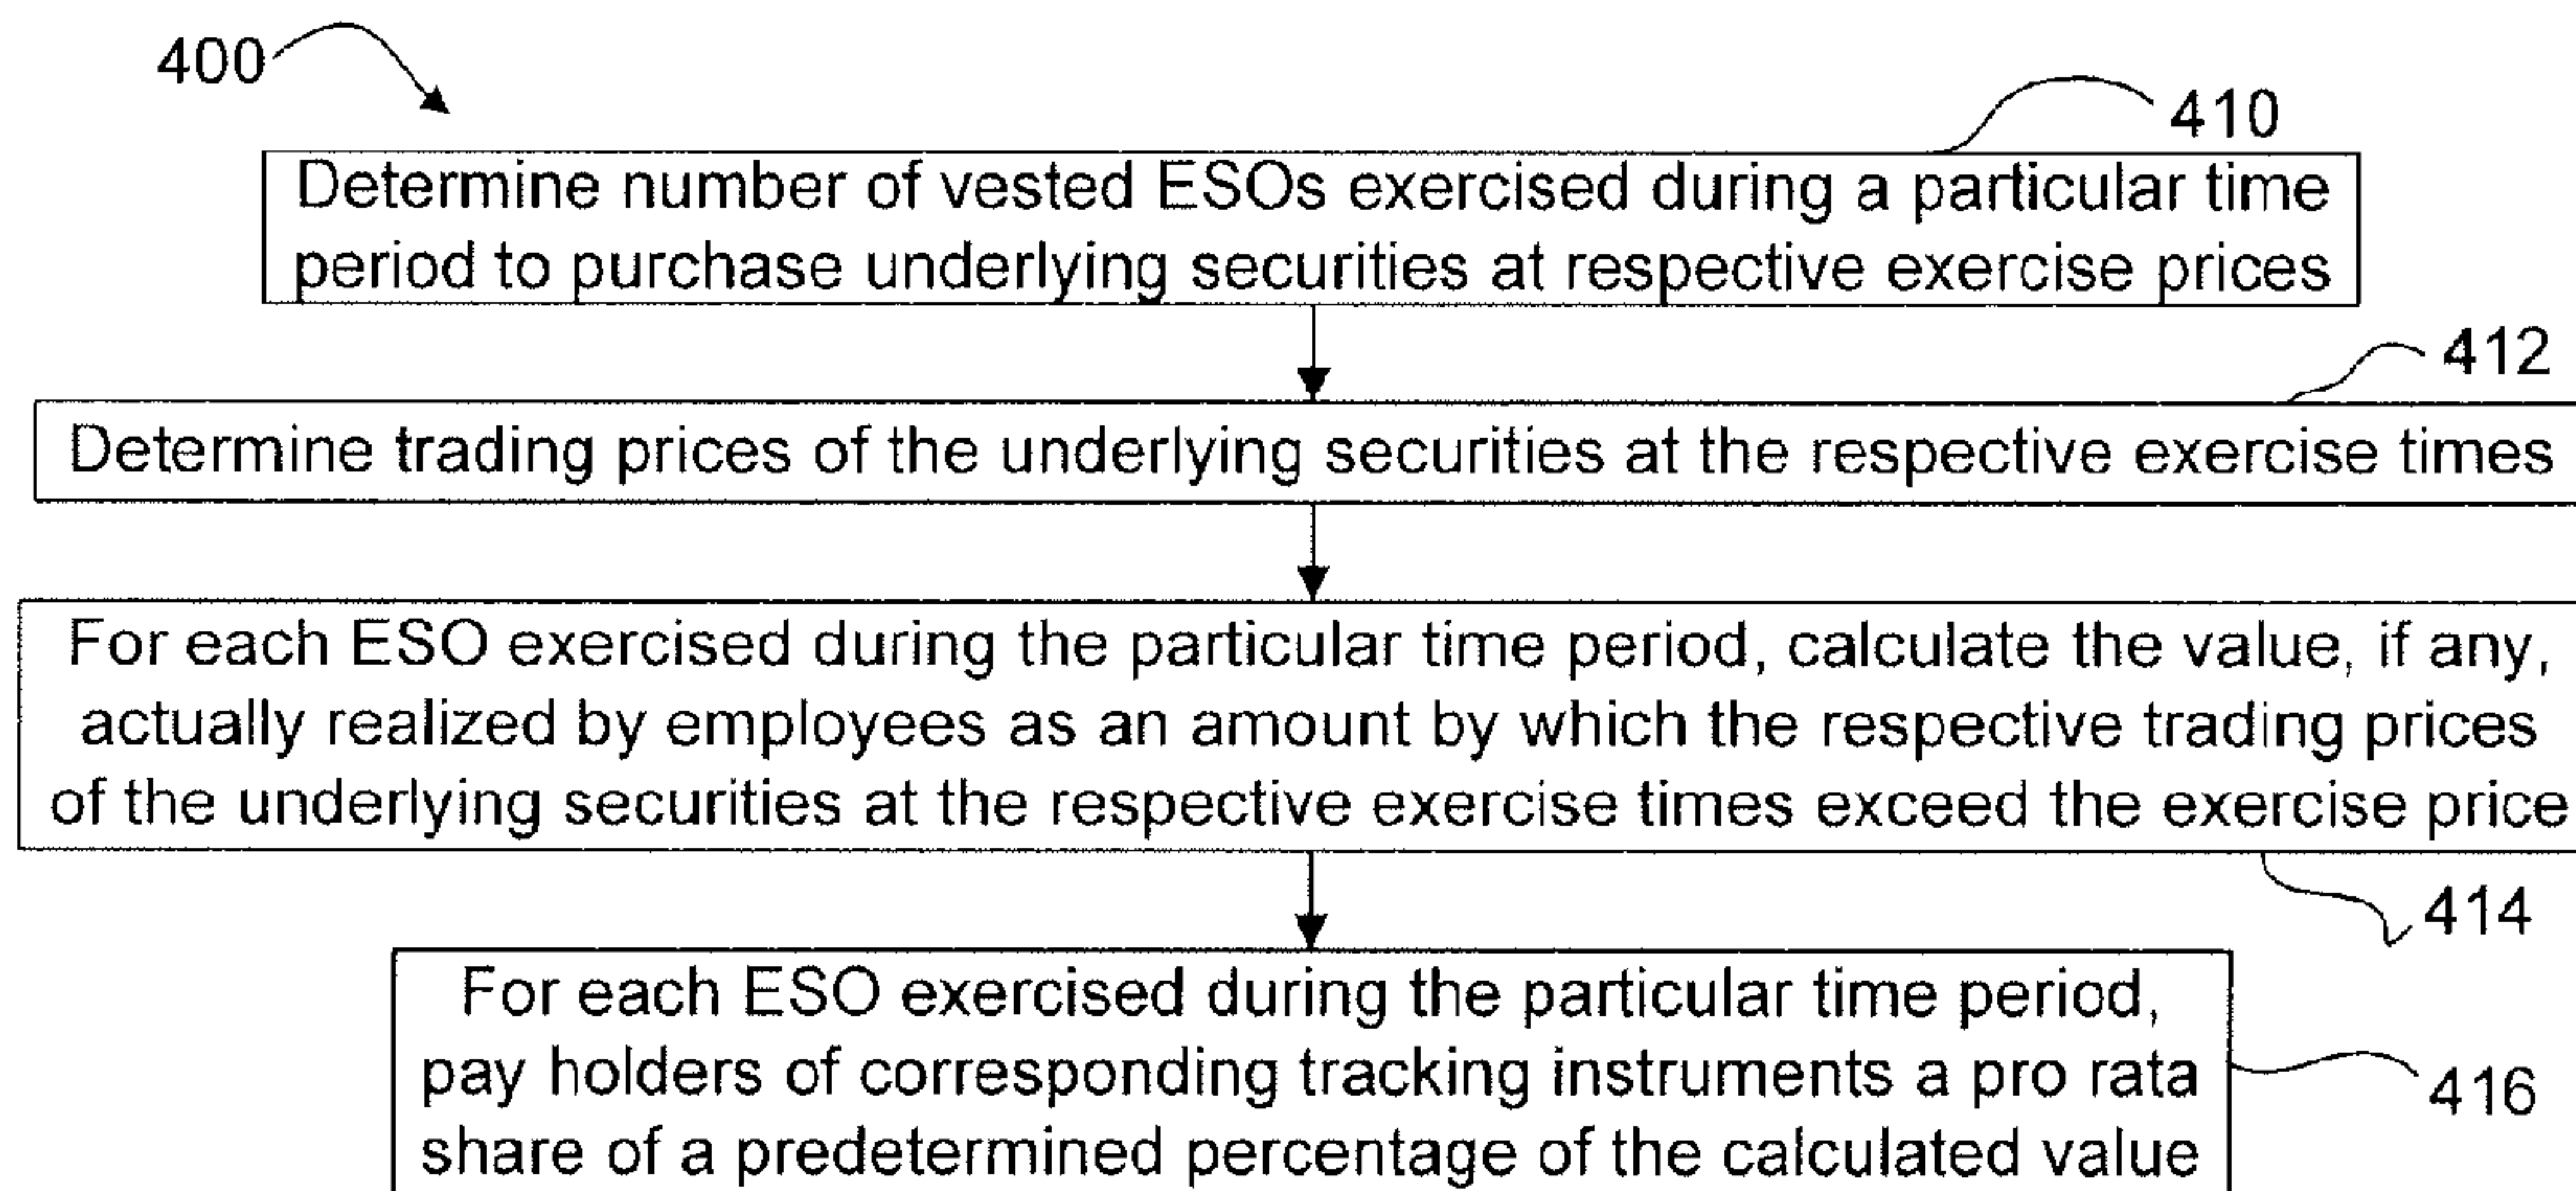 400
410
Determine number of vested ESOs exercised during a particular time
period to purchase underlying securities at respective exercise prices
412
Determine trading prices of the underlying securities at the respective exercise times
For each ESO exercised during the particular time period, calculate the value, if any,
actually realized by employees as an amount by which the respective trading prices
of the underlying securities at the respective exercise times exceed the exercise price
414
For each ESO exercised during the particular time period,
pay holders of corresponding tracking instruments a pro rata
share of a predetermined percentage of the calculated value
416